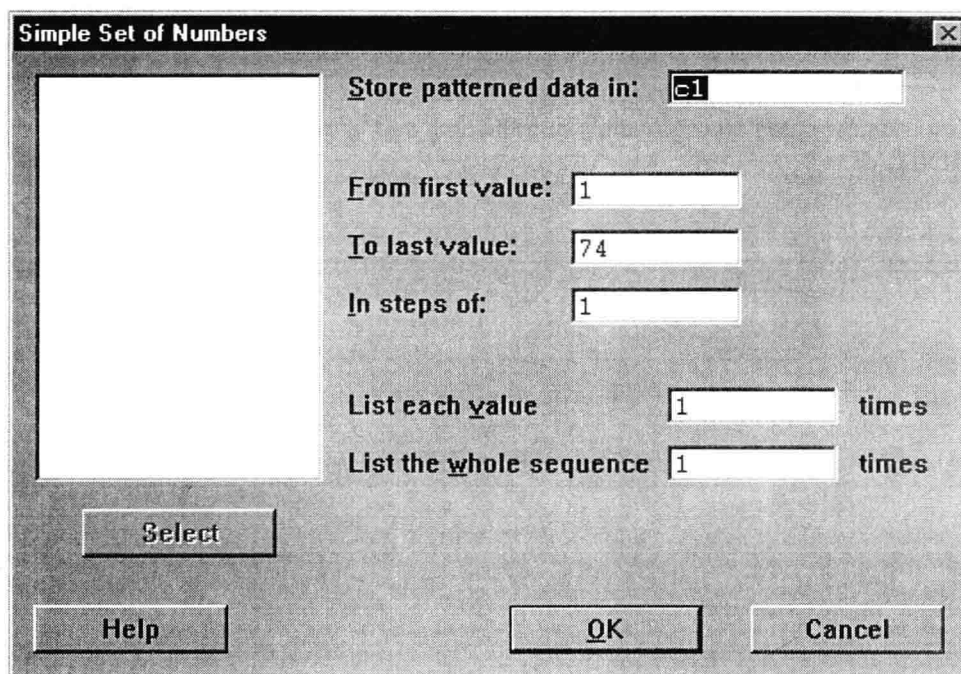 Simple Set of Numbers
Store patterned data in: c1
From first value: 1
To last value: 74
In steps of: 1
List each value 1 times
List the whole sequence 1 times
Select
Help OK Cancel